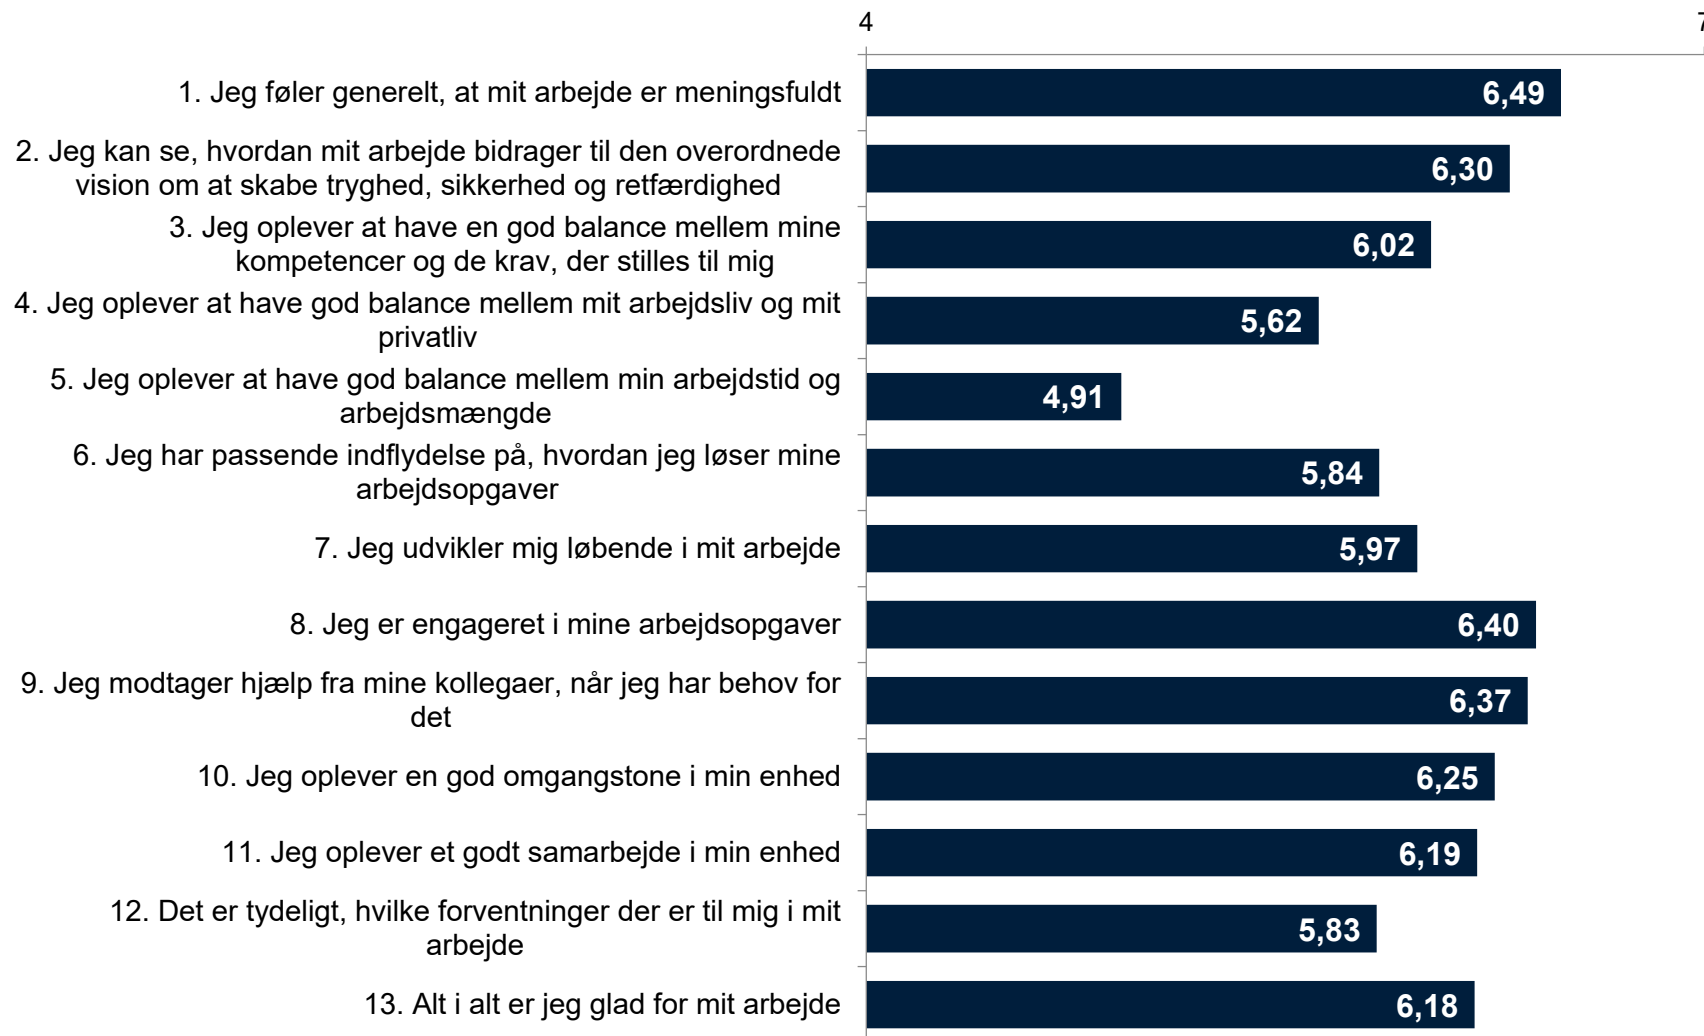 4
7
1. Jeg føler generelt, at mit arbejde er meningsfuldt
6,49
2. Jeg kan se, hvordan mit arbejde bidrager til den overordnede
vision om at skabe tryghed, sikkerhed og retfærdighed
6,30
3. Jeg oplever at have en god balance mellem mine
kompetencer og de krav, der stilles til mig
6,02
4. Jeg oplever at have god balance mellem mit arbejdsliv og mit
privatliv
5,62
5. Jeg oplever at have god balance mellem min arbejdstid og
arbejdsmængde
4,91
6. Jeg har passende indflydelse på, hvordan jeg løser mine
arbejdsopgaver
5,84
7. Jeg udvikler mig løbende i mit arbejde
5,97
8. Jeg er engageret i mine arbejdsopgaver
6,40
9. Jeg modtager hjælp fra mine kollegaer, når jeg har behov for
det
6,37
10. Jeg oplever en god omgangstone i min enhed
6,25
11. Jeg oplever et godt samarbejde i min enhed
6,19
12. Det er tydeligt, hvilke forventninger der er til mig i mit
arbejde
5,83
13. Alt i alt er jeg glad for mit arbejde
6,18